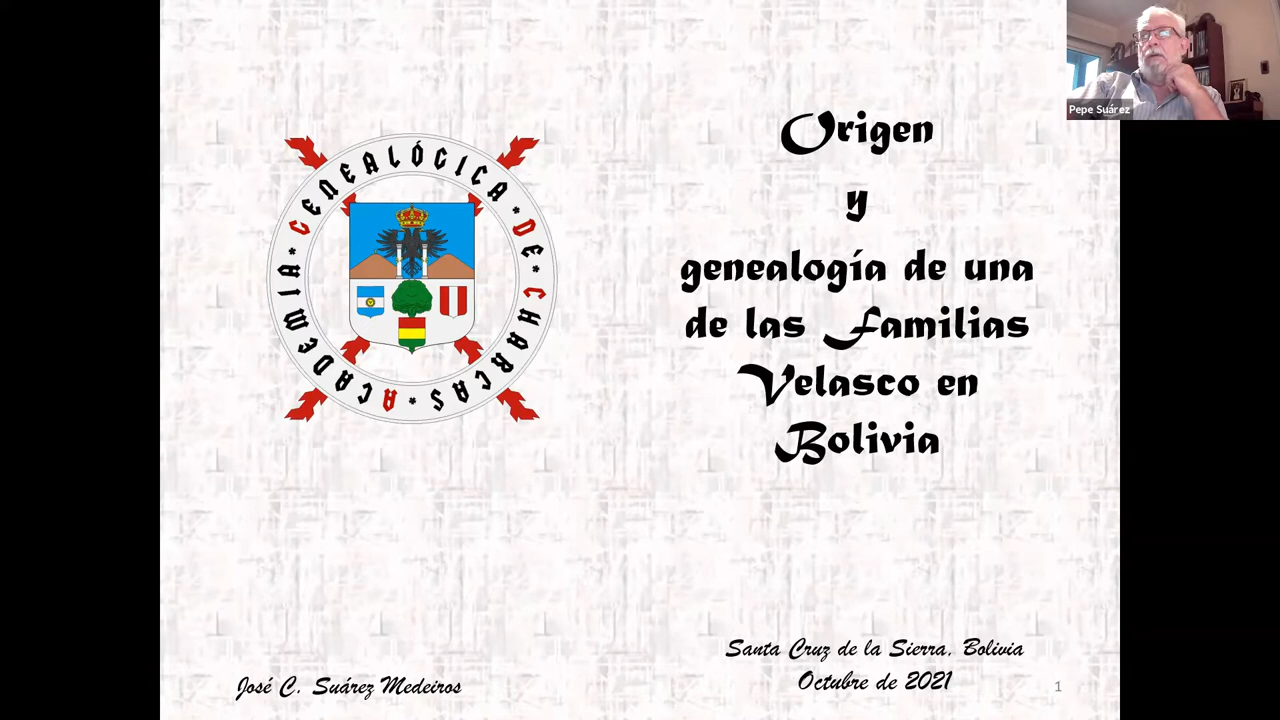 ACADEMIA · GENEALÓGICA · DE · CHARCAS ·
Origen
y
genealogía de una
de las Familias
Velasco en
Bolivia
Pepe Suárez
José C. Suárez Medeiros
Santa Cruz de la Sierra, Bolivia
Octubre de 2021
1